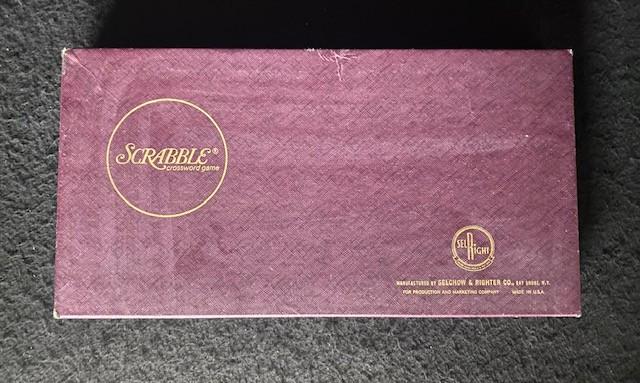 SCRABBLE®
crossword game
SELRIGHT
MANUFACTURED BY SELCHOW & RIGHTER CO., BAY SHORE, N.Y.
FOR PRODUCTION AND MARKETING COMPANY MADE IN U.S.A.